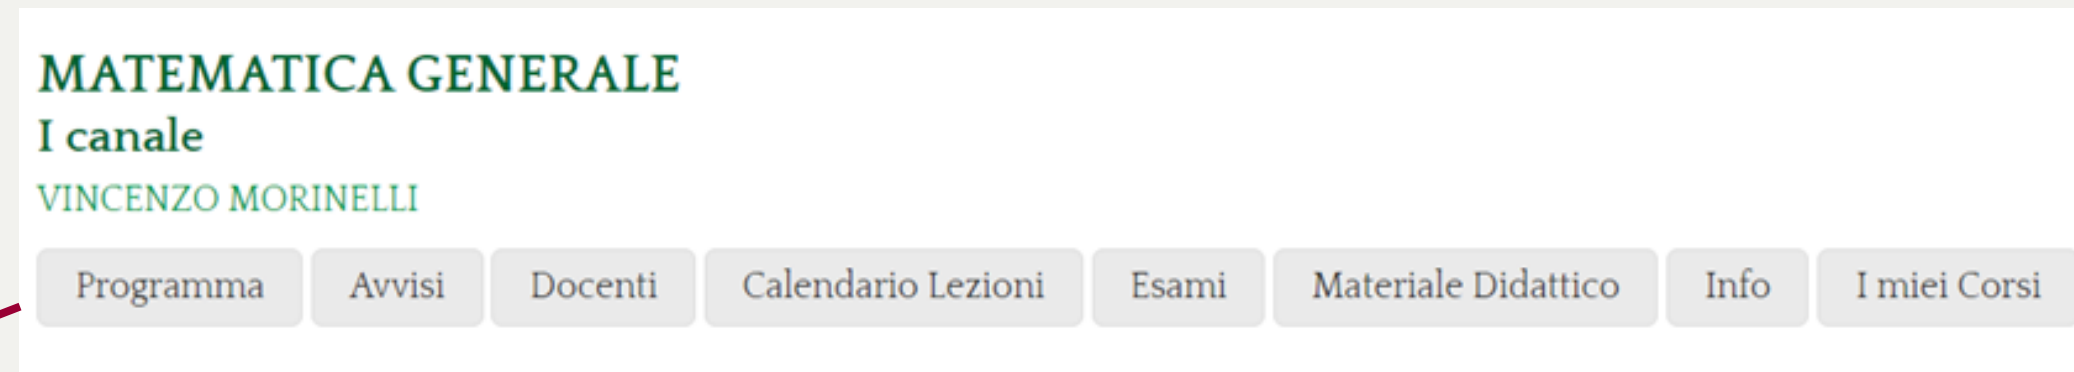 MATEMATICA GENERALE
I canale
VINCENZO MORINELLI
Programma Avvisi Docenti Calendario Lezioni Esami Materiale Didattico Info I miei Corsi